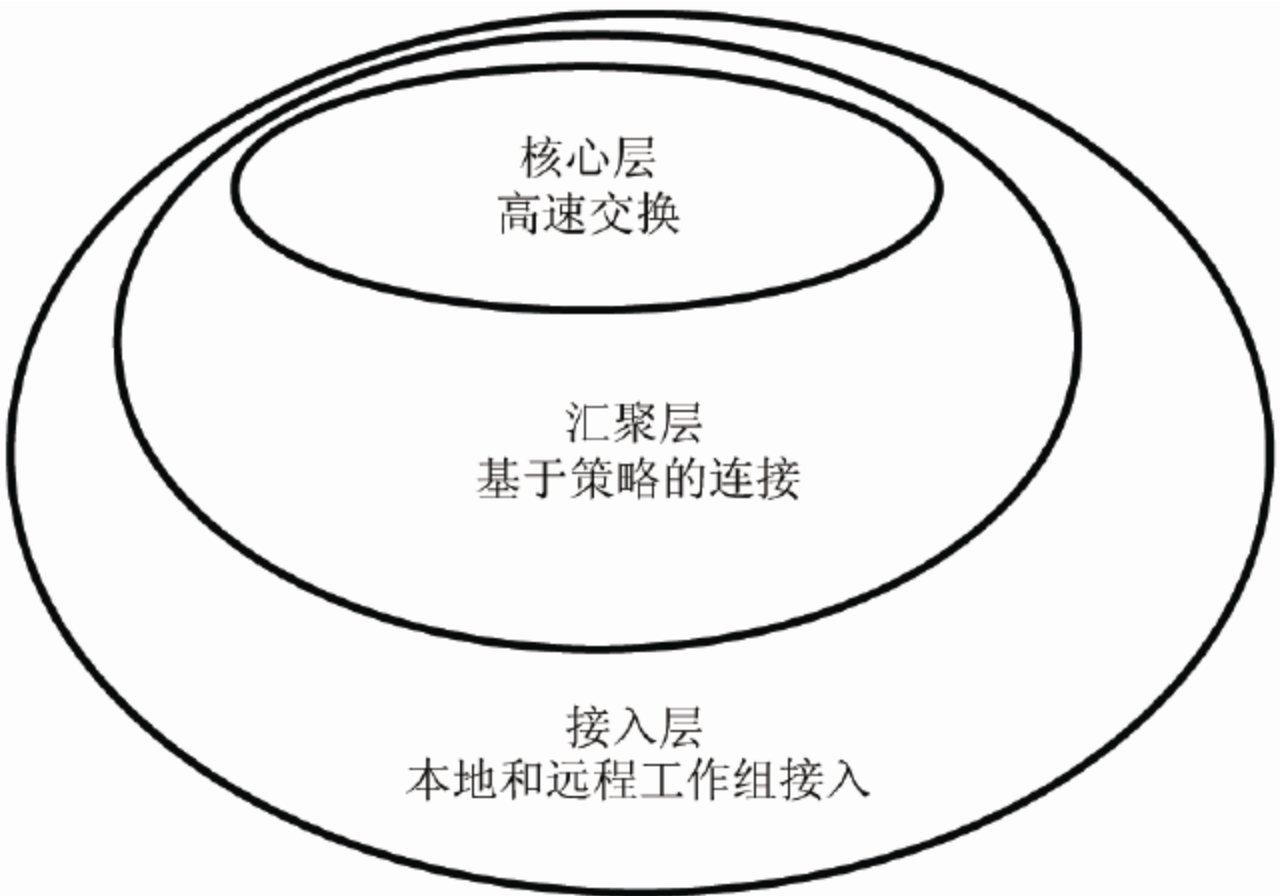 核心层
高速交换
汇聚层
基于策略的连接
接入层
本地和远程工作组接入